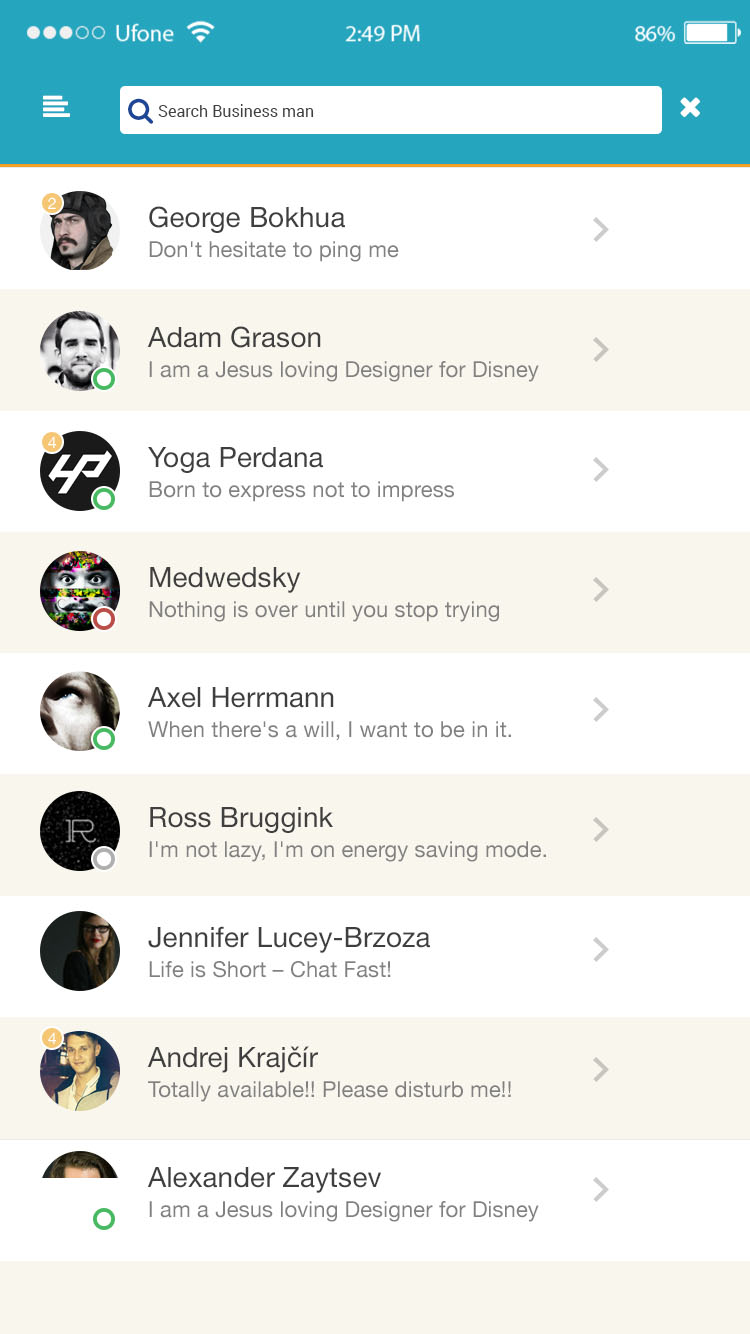 Ufone 2:49 PM 86%
Search Business man
2
George Bokhua
Don't hesitate to ping me
Adam Grason
I am a Jesus loving Designer for Disney
4
Yoga Perdana
YP
Born to express not to impress
Medwedsky
Nothing is over until you stop trying
Axel Herrmann
When there's a will, I want to be in it.
Ross Bruggink
R
I'm not lazy, I'm on energy saving mode.
Jennifer Lucey-Brzoza
Life is Short – Chat Fast!
4
Andrej Krajčír
Totally available!! Please disturb me!!
Alexander Zaytsev
I am a Jesus loving Designer for Disney